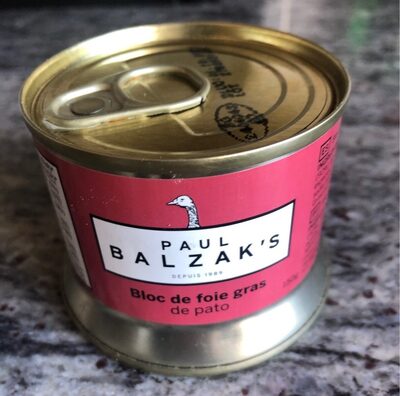 PAUL
BALZAK'S
DEPUIS 1989
Bloc de foie gras
de pato